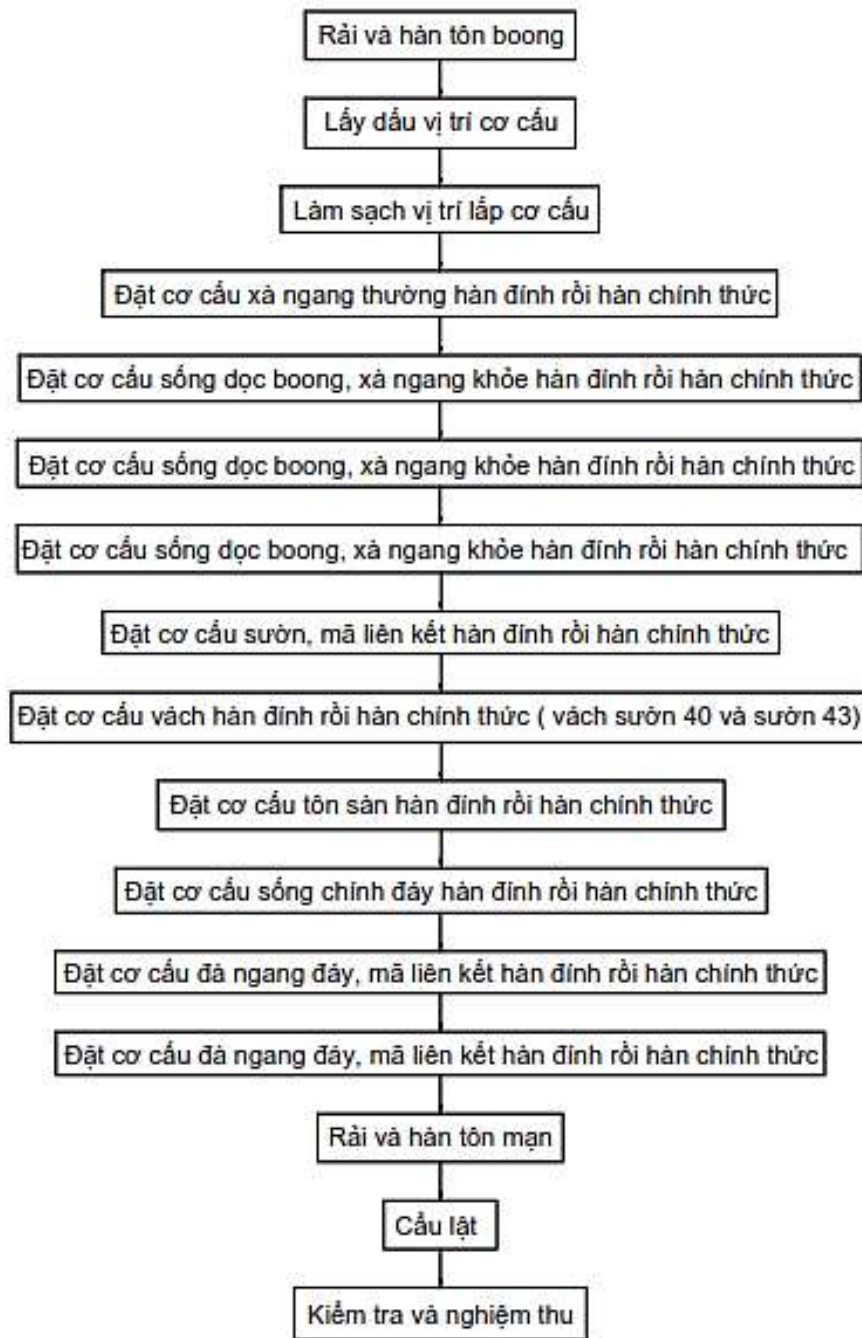 Rải và hàn tôn boong
Lấy dấu vị trí cơ cấu
Làm sạch vị trí lắp cơ cấu
Đặt cơ cấu xà ngang thường hàn đính rồi hàn chính thức
Đặt cơ cấu sống dọc boong, xà ngang khỏe hàn đính rồi hàn chính thức
Đặt cơ cấu sống dọc boong, xà ngang khỏe hàn đính rồi hàn chính thức
Đặt cơ cấu sống dọc boong, xà ngang khỏe hàn đính rồi hàn chính thức
Đặt cơ cấu sườn, mã liên kết hàn đính rồi hàn chính thức
Đặt cơ cấu vách hàn đính rồi hàn chính thức ( vách sườn 40 và sườn 43)
Đặt cơ cấu tôn sàn hàn đính rồi hàn chính thức
Đặt cơ cấu sống chính đáy hàn đính rồi hàn chính thức
Đặt cơ cấu đà ngang đáy, mã liên kết hàn đính rồi hàn chính thức
Đặt cơ cấu đà ngang đáy, mã liên kết hàn đính rồi hàn chính thức
Rải và hàn tôn mạn
Cẩu lật
Kiểm tra và nghiệm thu